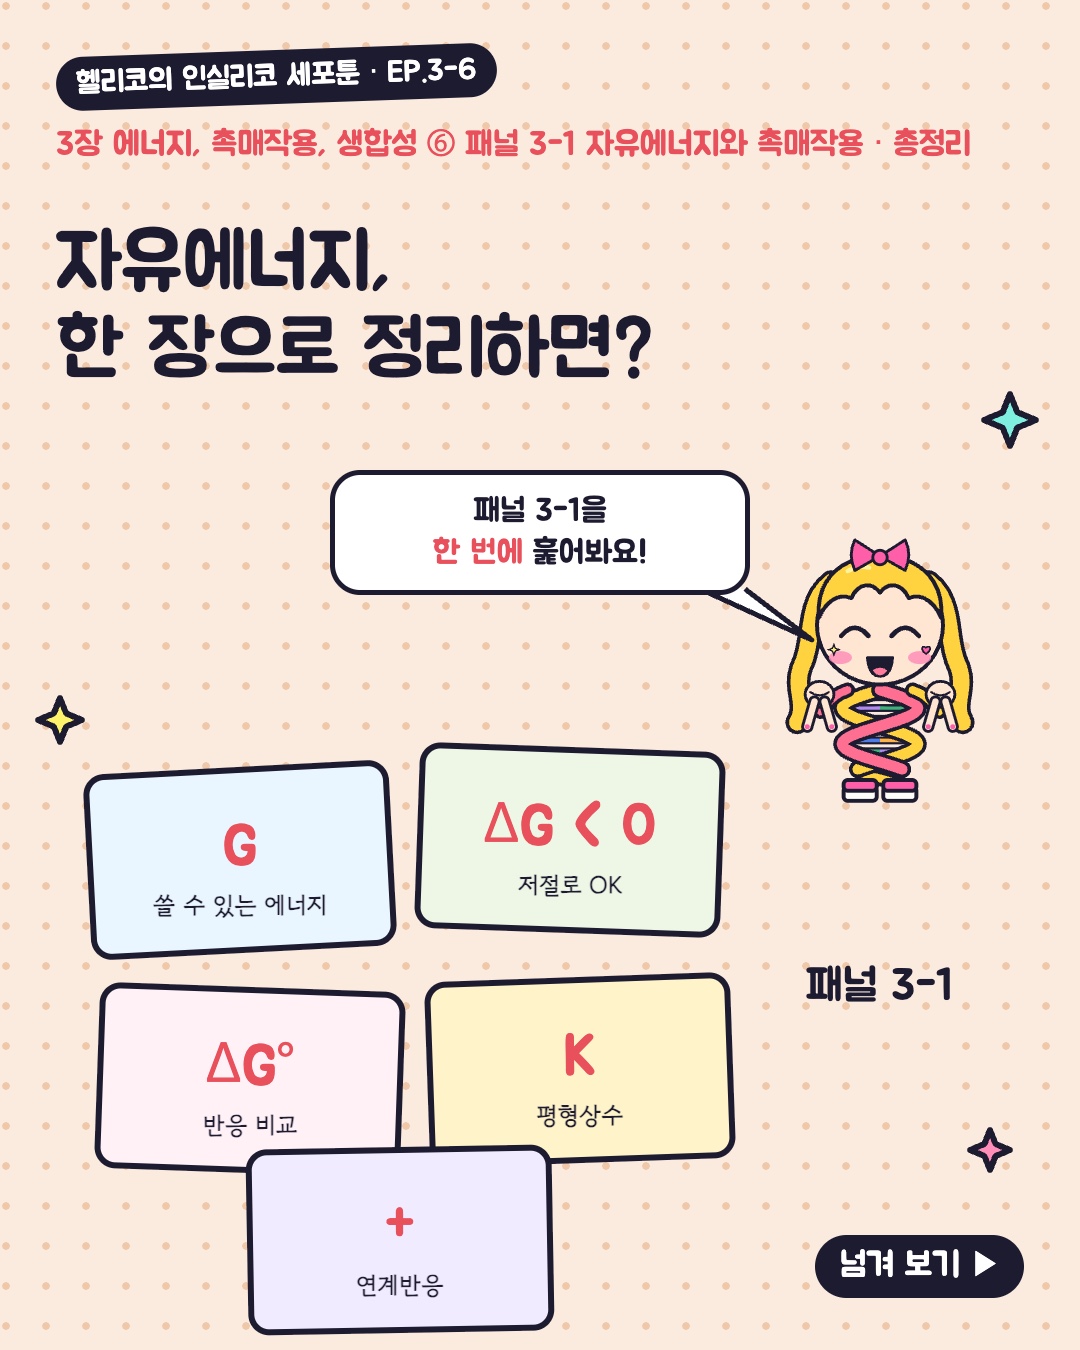 헬리코의 인실리코 세포툰 · EP.3-6
3장 에너지, 촉매작용, 생합성 ⑥ 패널 3-1 자유에너지와 촉매작용 · 총정리
자유에너지,
한 장으로 정리하면?
패널 3-1을
한 번에 훑어봐요!
G
쓸 수 있는 에너지
ΔG < 0
저절로 OK
ΔG°
반응 비교
K
평형상수
+
연계반응
패널 3-1
넘겨 보기 ▶